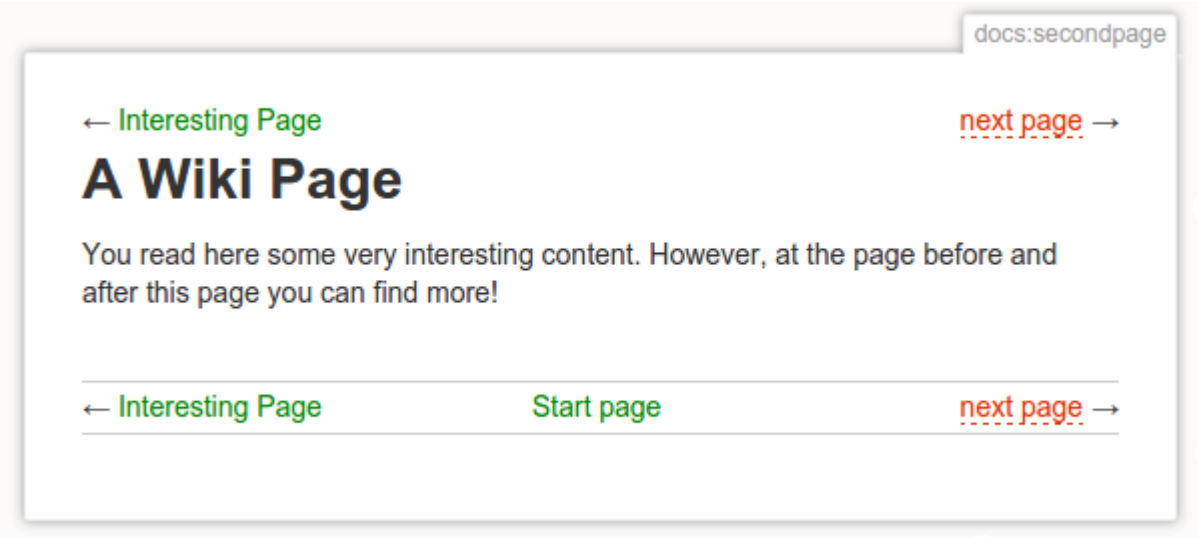 docs:secondpage
← Interesting Page next page →
A Wiki Page
You read here some very interesting content. However, at the page before and
after this page you can find more!
← Interesting Page Start page next page →